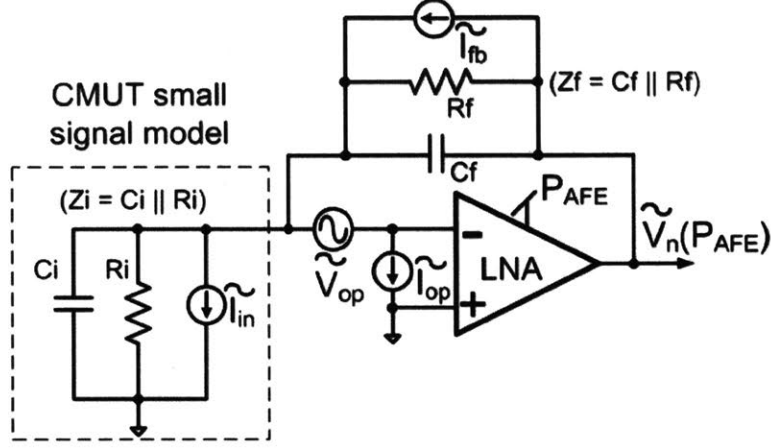 CMUT small
signal model
(Zi = Ci || Ri)
Ci
Ri
Ĩin
Ĩfb
Rf
(Zf = Cf || Rf)
Cf
PAFE
Ṽop
Ĩop
-
LNA
+
Ṽn(PAFE)